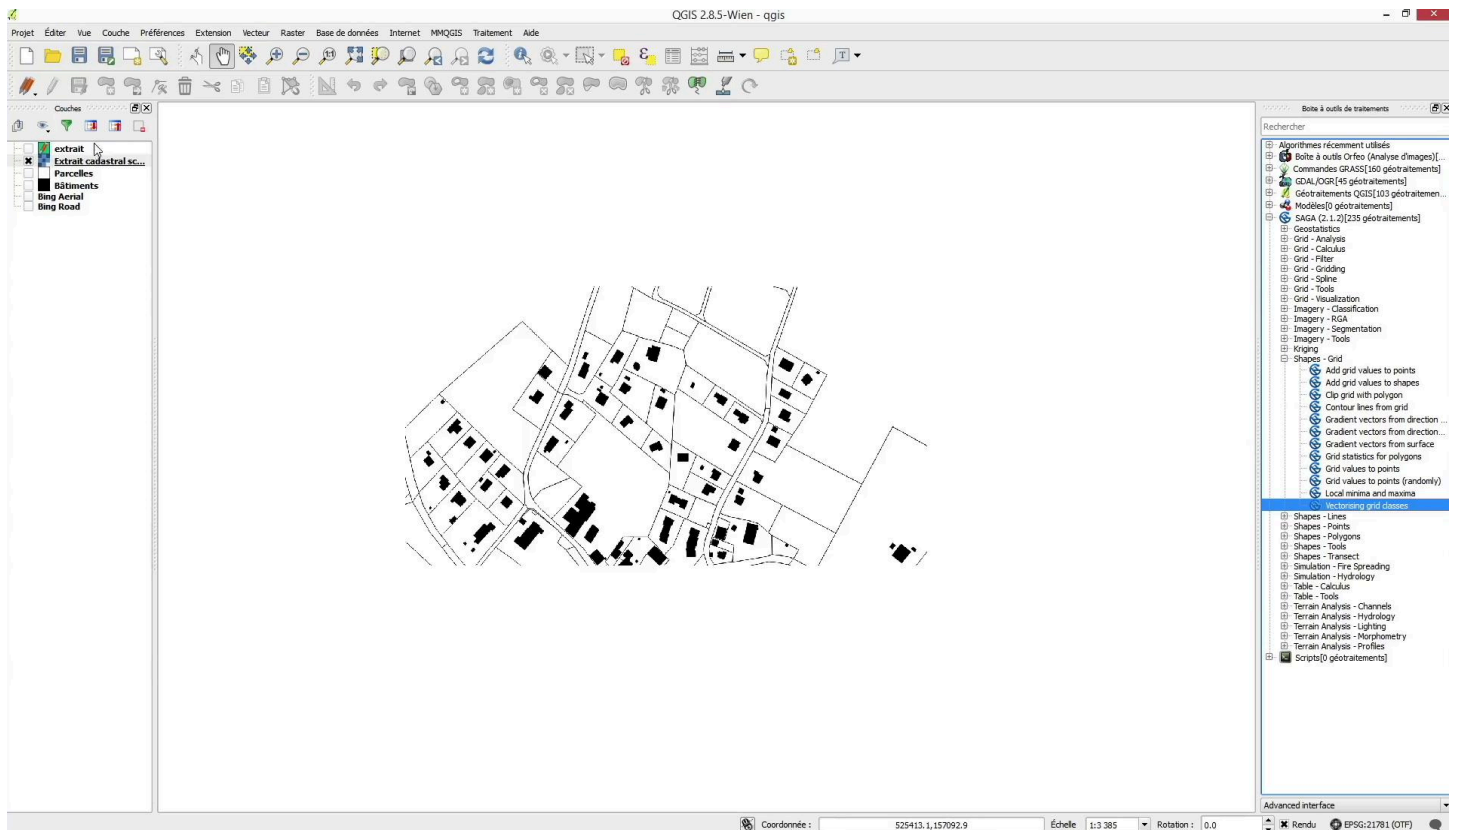 QGIS 2.8.5-Wien - qgis
Projet Éditer Vue Couche Préférences Extension Vecteur Raster Base de données Internet MMQGIS Traitement Aide
Couches
extrait
Extrait cadastral sc...
Parcelles
Bâtiments
Bing Aerial
Bing Road
Boite à outils de traitements
Rechercher
Algorithmes récemment utilisés
Boîte à outils Orfeo (Analyse d'images)[...
Commandes GRASS[160 géotraitements]
GDAL/OGR[45 géotraitements]
Géotraitements QGIS[103 géotraitemen...
Modèles[0 géotraitements]
SAGA (2.1.2)[235 géotraitements]
Geostatistics
Grid - Analysis
Grid - Calculus
Grid - Filter
Grid - Gridding
Grid - Spline
Grid - Tools
Grid - Visualization
Imagery - Classification
Imagery - RGA
Imagery - Segmentation
Imagery - Tools
Kriging
Shapes - Grid
Add grid values to points
Add grid values to shapes
Clip grid with polygon
Contour lines from grid
Gradient vectors from direction ...
Gradient vectors from direction...
Gradient vectors from surface
Grid statistics for polygons
Grid values to points
Grid values to points (randomly)
Local minima and maxima
Vectorising grid classes
Shapes - Lines
Shapes - Points
Shapes - Polygons
Shapes - Tools
Shapes - Transect
Simulation - Fire Spreading
Simulation - Hydrology
Table - Calculus
Table - Tools
Terrain Analysis - Channels
Terrain Analysis - Hydrology
Terrain Analysis - Lighting
Terrain Analysis - Morphometry
Terrain Analysis - Profiles
Scripts[0 géotraitements]
Advanced interface
Coordonnée : 525413.1,157092.9 Échelle 1:3 385 Rotation : 0.0 Rendu EPSG:21781 (OTF)